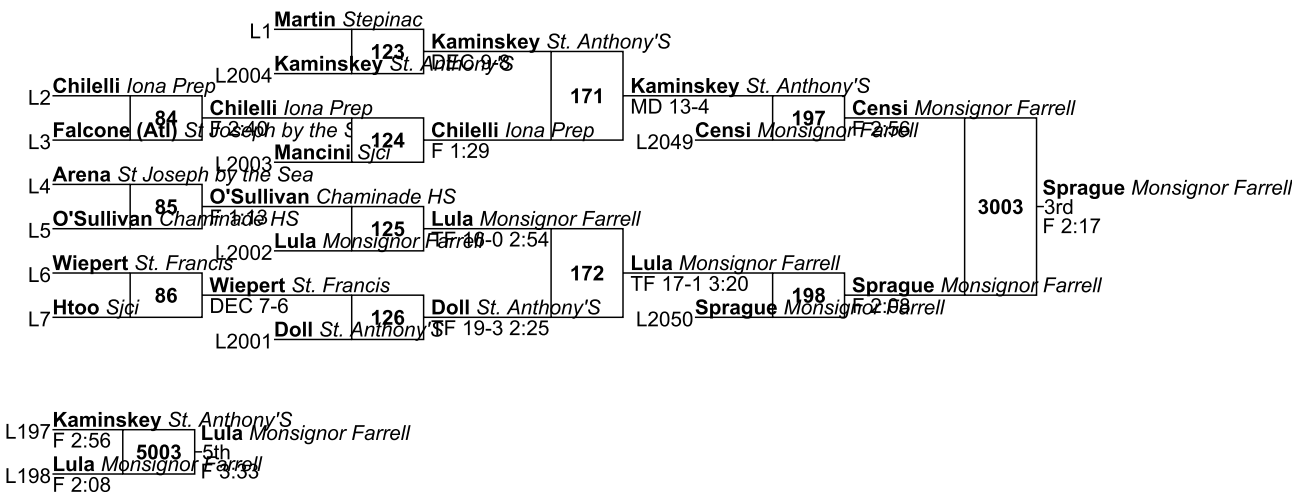 L1 Martin Stepinac
123
L2004 Kaminskey St. Anthony'S
Kaminskey St. Anthony'S
DEC 9-8
L2 Chilelli Iona Prep
84
L3 Falcone (Atl) St Joseph by the S
Chilelli Iona Prep
F 2:40
124
L2003 Mancini Sjci
Chilelli Iona Prep
F 1:29
171
Kaminskey St. Anthony'S
MD 13-4
197
L2049 Censi Monsignor Farrell
Censi Monsignor Farrell
F 2:56
L4 Arena St Joseph by the Sea
85
L5 O'Sullivan Chaminade HS
O'Sullivan Chaminade HS
F 1:13
125
L2002 Lula Monsignor Farrell
Lula Monsignor Farrell
2:54
L6 Wiepert St. Francis
86
L7 Htoo Sjci
Wiepert St. Francis
DEC 7-6
126
L2001 Doll St. Anthony'S
Doll St. Anthony'S
TF 19-3 2:25
172
Lula Monsignor Farrell
TF 17-1 3:20
198
L2050 Sprague Monsignor Farrell
Sprague Monsignor Farrell
F 2:08
3003
Sprague Monsignor Farrell
3rd
F 2:17
L197 Kaminskey St. Anthony'S
F 2:56
5003
L198 Lula Monsignor Farrell
F 2:08
Lula Monsignor Farrell
5th
F 3:33